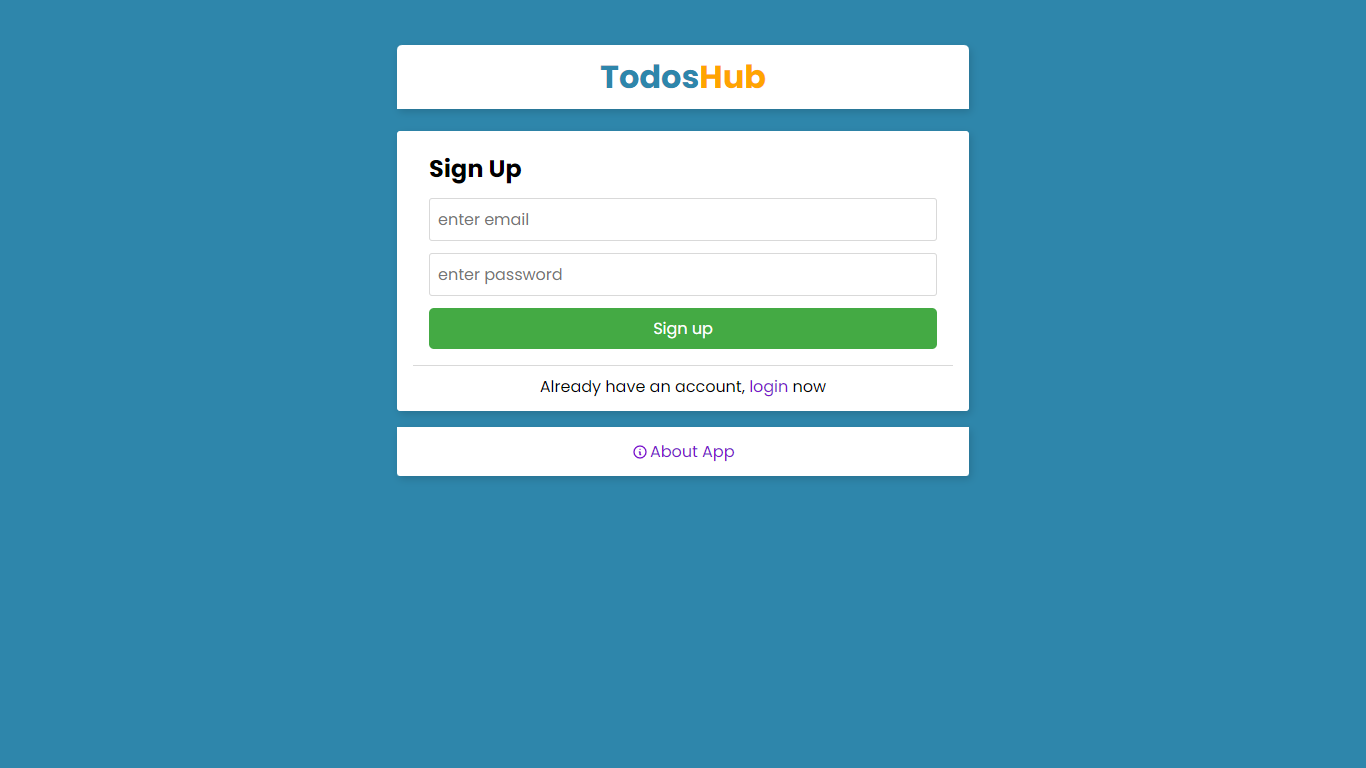 TodosHub
Sign Up
enter email
enter password
Sign up
Already have an account, login now
About App